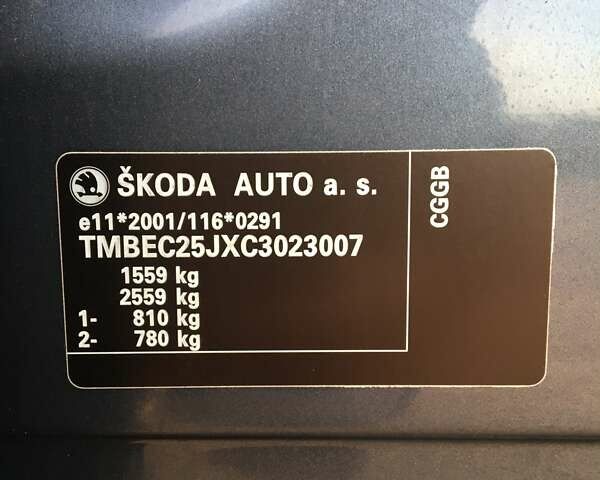 ŠKODA AUTO a. s.
e11*2001/116*0291
TMBEC25JXC3023007
1559 kg
2559 kg
1- 810 kg
2- 780 kg
CGGB